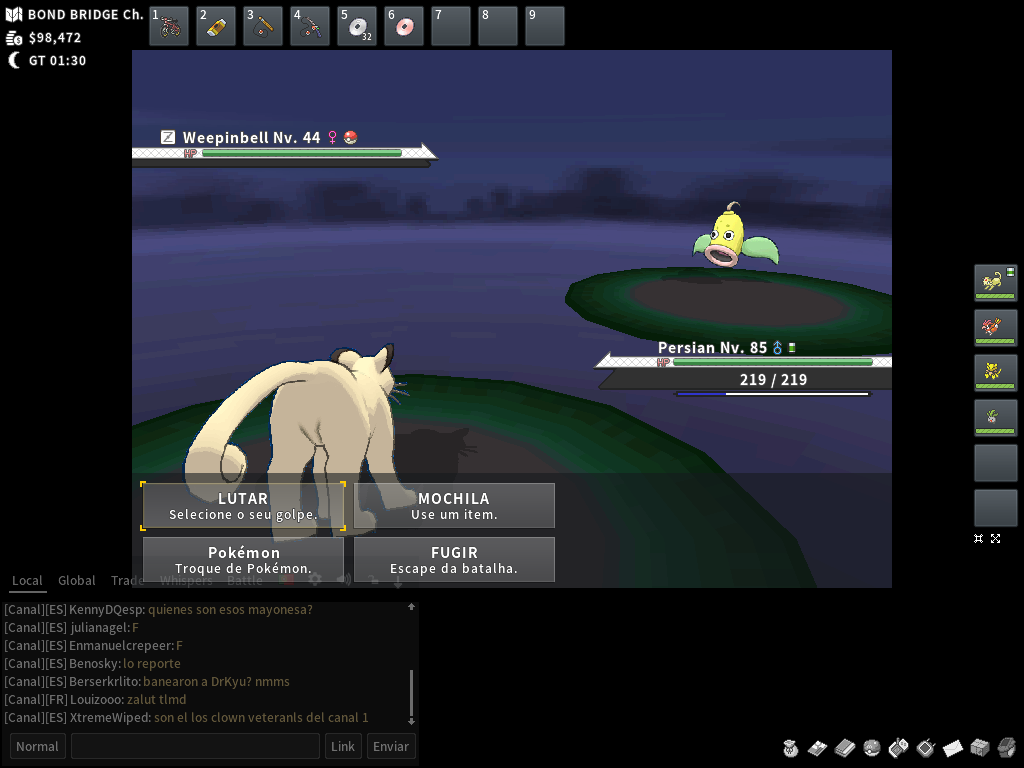 BOND BRIDGE Ch.
$98,472
GT 01:30
1 2 3 4 5 6 7 8 9
32
Z Weepinbell Nv. 44 ♀
HP
Persian Nv. 85 ♂
HP
219 / 219
LUTAR
Selecione o seu golpe.
MOCHILA
Use um item.
Pokémon
Troque de Pokémon.
FUGIR
Escape da batalha.
Local Global Trade Whispers Battle
[Canal][ES] KennyDQesp: quienes son esos mayonesa?
[Canal][ES] julianagel: F
[Canal][ES] Enmanuelcrepeer: F
[Canal][ES] Benosky: lo reporte
[Canal][ES] Berserkrlito: banearon a DrKyu? nmms
[Canal][FR] Louizooo: zalut tlmd
[Canal][ES] XtremeWiped: son el los clown veteranls del canal 1
Normal Link Enviar